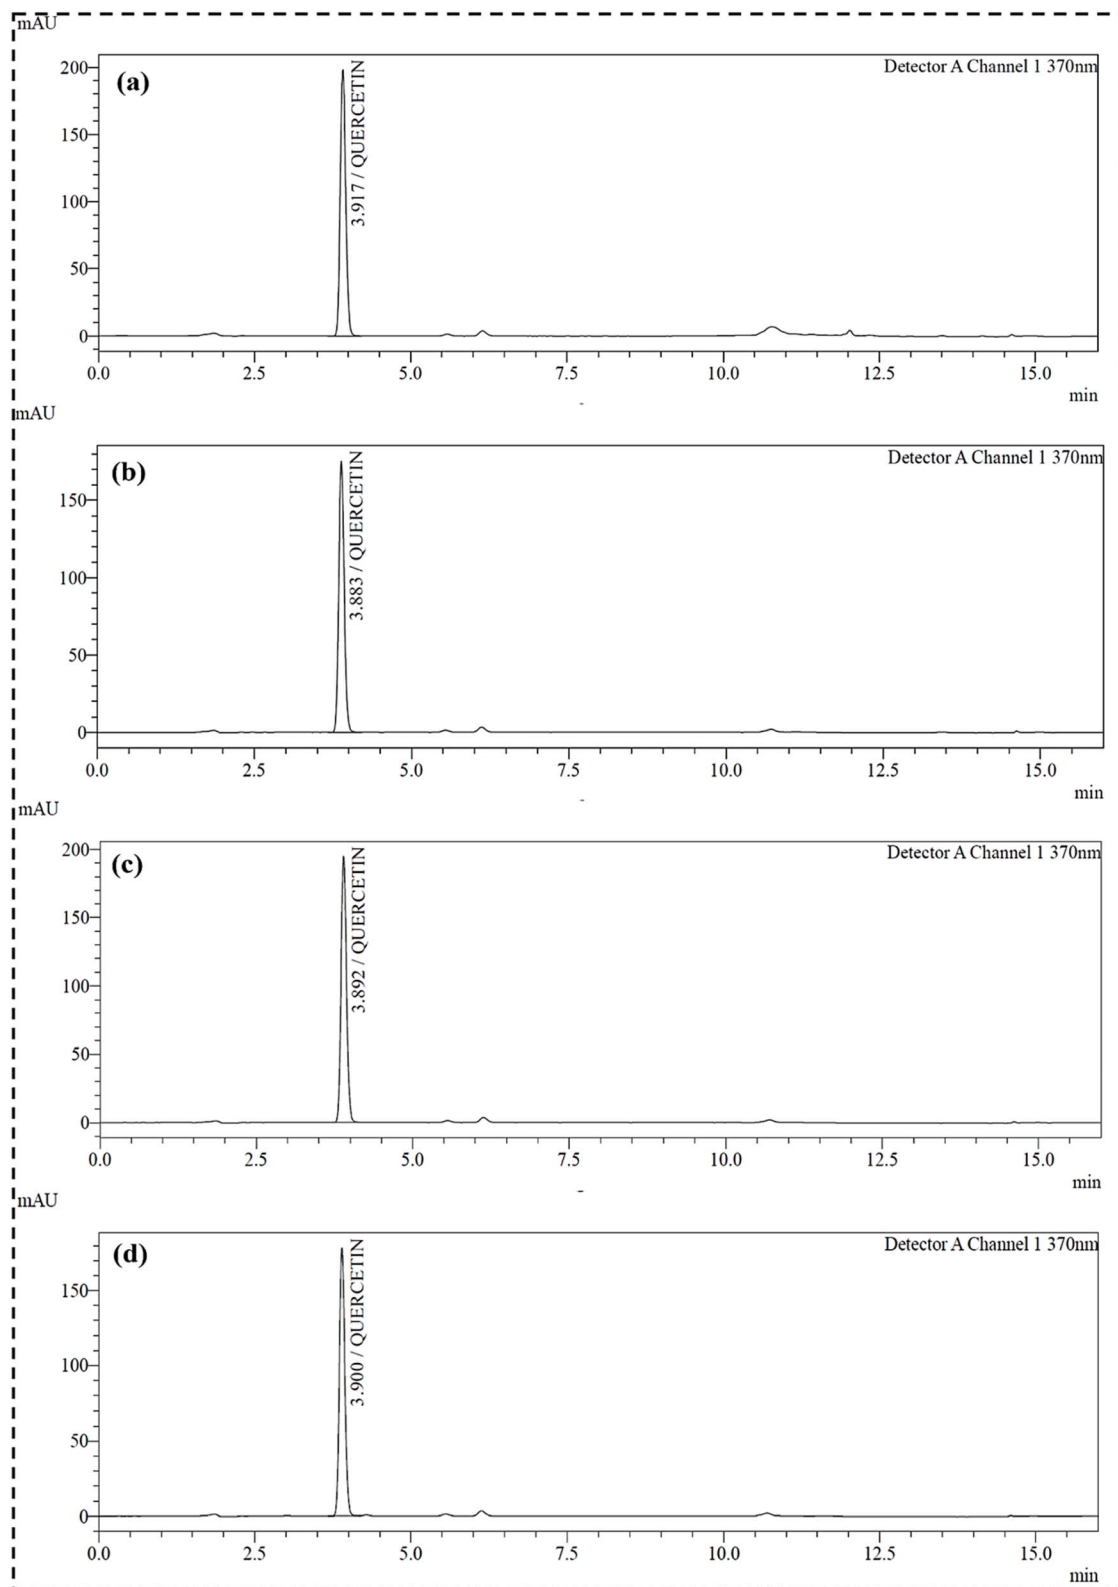 mAU
(a)
Detector A Channel 1 370nm
3.917 / QUERCETIN
200
150
100
50
0
0.0 2.5 5.0 7.5 10.0 12.5 15.0
min
mAU
(b)
Detector A Channel 1 370nm
3.883 / QUERCETIN
150
100
50
0
0.0 2.5 5.0 7.5 10.0 12.5 15.0
min
mAU
(c)
Detector A Channel 1 370nm
3.892 / QUERCETIN
200
150
100
50
0
0.0 2.5 5.0 7.5 10.0 12.5 15.0
min
mAU
(d)
Detector A Channel 1 370nm
3.900 / QUERCETIN
150
100
50
0
0.0 2.5 5.0 7.5 10.0 12.5 15.0
min